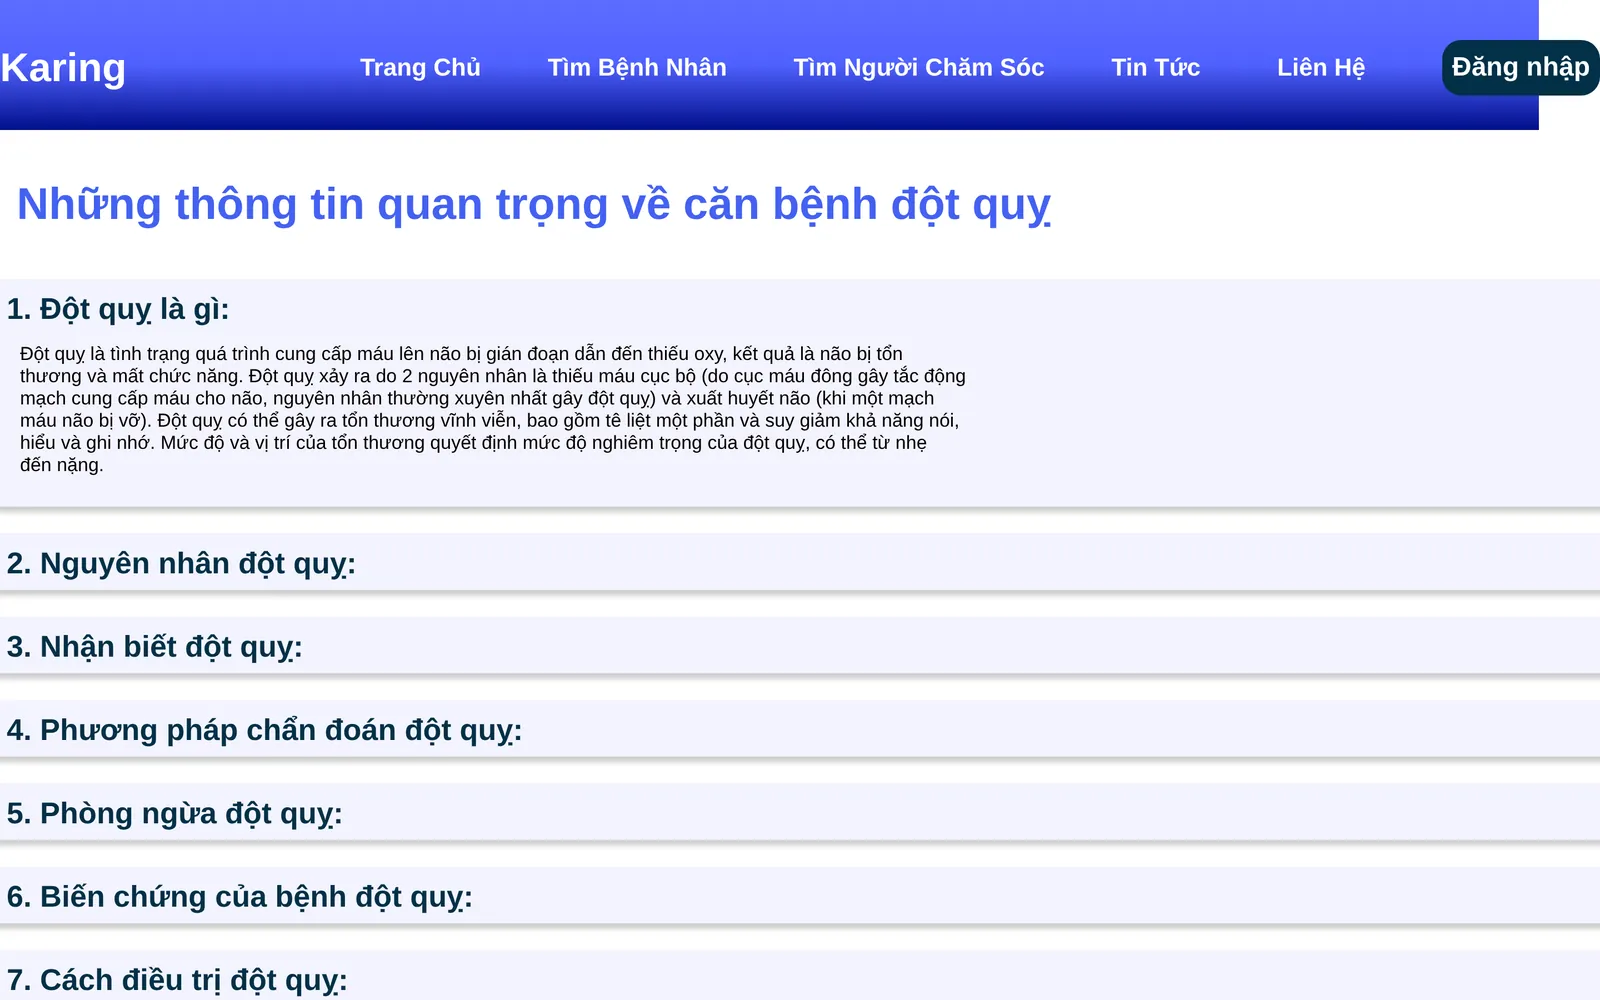 Karing
Trang Chủ
Tìm Bệnh Nhân
Tìm Người Chăm Sóc
Tin Tức
Liên Hệ
Đăng nhập
Những thông tin quan trọng về căn bệnh đột quỵ
1. Đột quỵ là gì:
Đột quỵ là tình trạng quá trình cung cấp máu lên não bị gián đoạn dẫn đến thiếu oxy, kết quả là não bị tổn
thương và mất chức năng. Đột quỵ xảy ra do 2 nguyên nhân là thiếu máu cục bộ (do cục máu đông gây tắc động
mạch cung cấp máu cho não, nguyên nhân thường xuyên nhất gây đột quỵ) và xuất huyết não (khi một mạch
máu não bị vỡ). Đột quỵ có thể gây ra tổn thương vĩnh viễn, bao gồm tê liệt một phần và suy giảm khả năng nói,
hiểu và ghi nhớ. Mức độ và vị trí của tổn thương quyết định mức độ nghiêm trọng của đột quỵ, có thể từ nhẹ
đến nặng.
2. Nguyên nhân đột quỵ:
3. Nhận biết đột quỵ:
4. Phương pháp chẩn đoán đột quỵ:
5. Phòng ngừa đột quỵ:
6. Biến chứng của bệnh đột quỵ:
7. Cách điều trị đột quỵ: